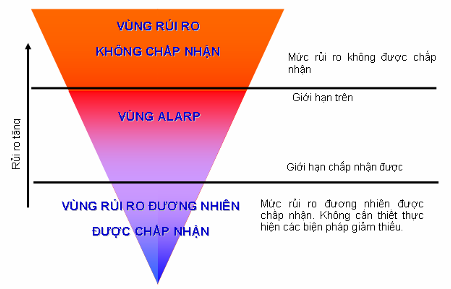 VÙNG RỦI RO
KHÔNG CHẤP NHẬN
Mức rủi ro không được chấp
nhận
Giới hạn trên
VÙNG ALARP
Rủi ro tăng
Giới hạn chấp nhận được
VÙNG RỦI RO ĐƯƠNG NHIÊN
ĐƯỢC CHẤP NHẬN
Mức rủi ro đương nhiên được
chấp nhận. Không cần thiết thực
hiện các biện pháp giảm thiểu.